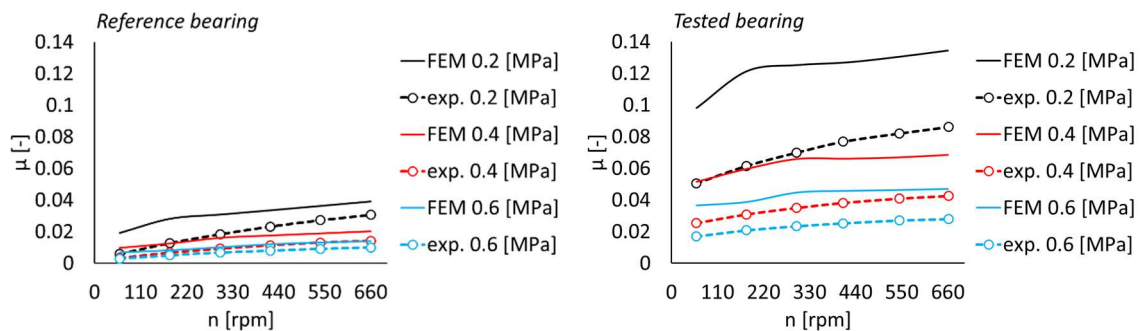 Reference bearing
0.14
0.12
0.1
0.08
0.06
0.04
0.02
0
μ [-]
0 110 220 330 440 550 660
n [rpm]
FEM 0.2 [MPa]
exp. 0.2 [MPa]
FEM 0.4 [MPa]
exp. 0.4 [MPa]
FEM 0.6 [MPa]
exp. 0.6 [MPa]
Tested bearing
0.14
0.12
0.1
0.08
0.06
0.04
0.02
0
μ [-]
0 110 220 330 440 550 660
n [rpm]
FEM 0.2 [MPa]
exp. 0.2 [MPa]
FEM 0.4 [MPa]
exp. 0.4 [MPa]
FEM 0.6 [MPa]
exp. 0.6 [MPa]